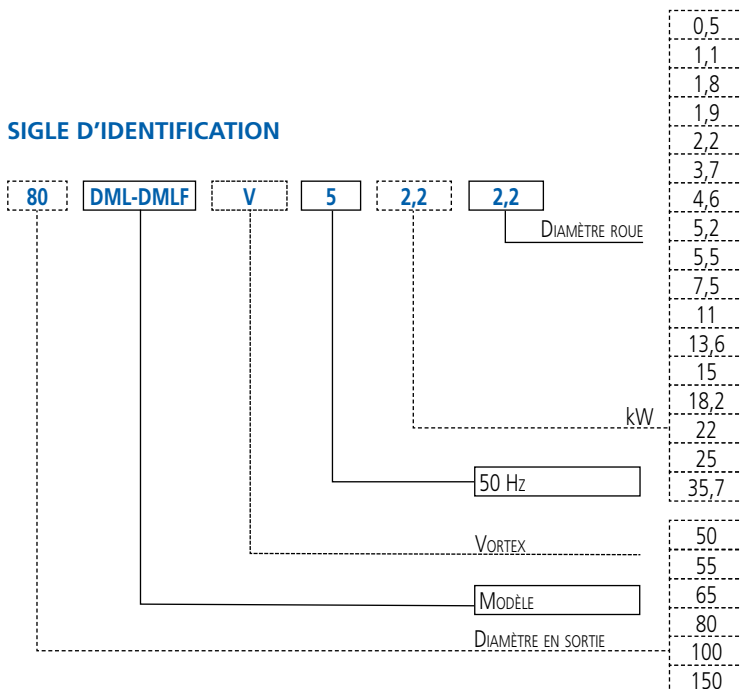 SIGLE D'IDENTIFICATION
80 DML-DMLF V 5 2,2 2,2
DIAMÈTRE ROUE
kW
50 Hz
VORTEX
MODÈLE
DIAMÈTRE EN SORTIE
0,5
1,1
1,8
1,9
2,2
3,7
4,6
5,2
5,5
7,5
11
13,6
15
18,2
22
25
35,7
50
55
65
80
100
150